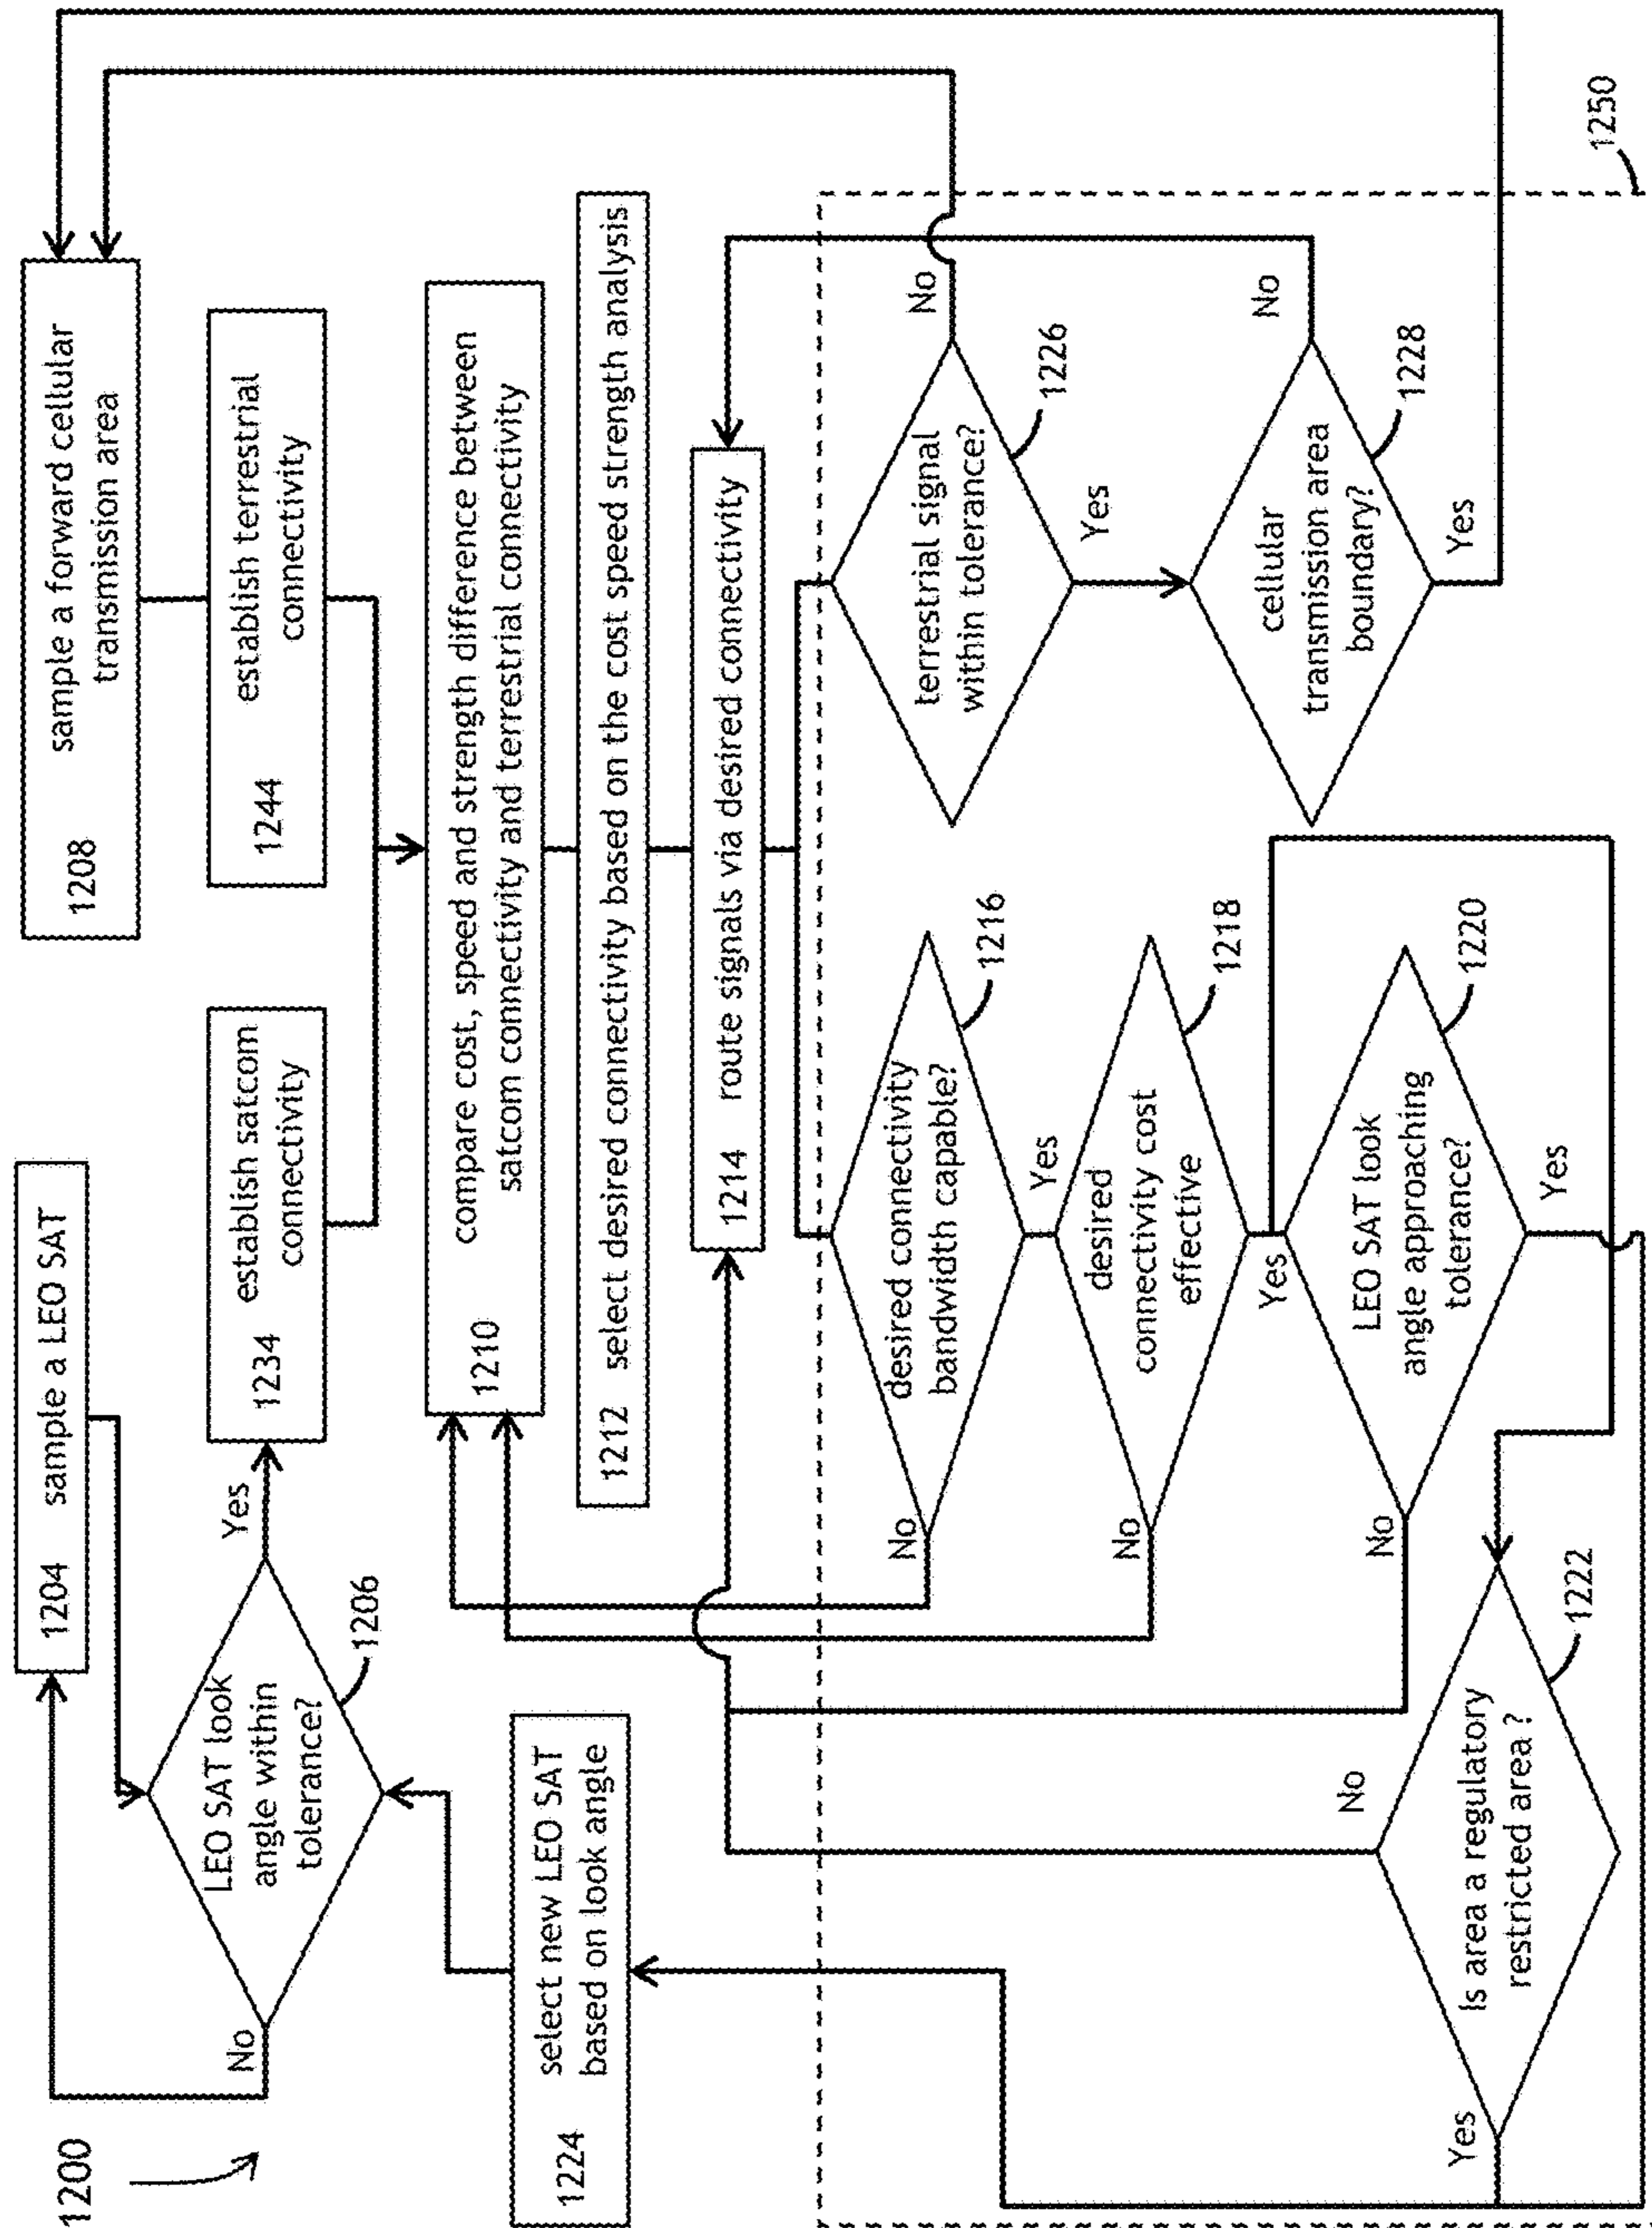 1200
1204 sample a LEO SAT
1208 sample a forward cellular
transmission area
LEO SAT look
angle within
tolerance?
1206
No
Yes
1234 establish satcom
connectivity
1244 establish terrestrial
connectivity
1210 compare cost, speed and strength difference between
satcom connectivity and terrestrial connectivity
1212 select desired connectivity based on the cost speed strength analysis
1224 select new LEO SAT
based on look angle
1214 route signals via desired connectivity
desired connectivity
bandwidth capable?
1216
No
Yes
terrestrial signal
within tolerance?
1226
No
Yes
desired
connectivity cost
effective
1218
No
Yes
cellular
transmission area
boundary?
1228
No
Yes
LEO SAT look
angle approaching
tolerance?
1220
No
Yes
Is area a regulatory
restricted area ?
1222
No
Yes
1250